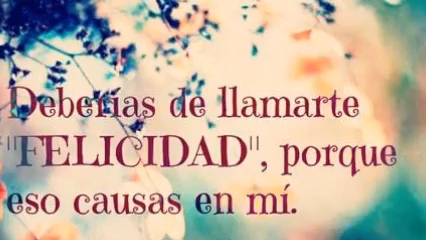 Deberías de llamarte
"FELICIDAD", porque
eso causas en mí.